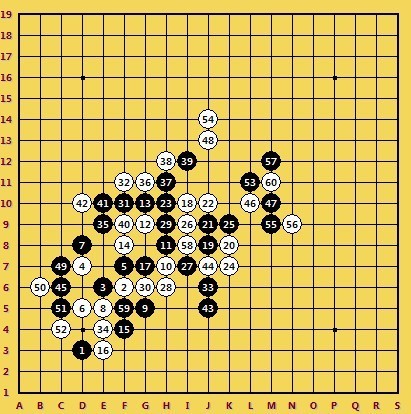 19
18
17
16
15
14 54
13 48
12 38 39 57
11 32 36 37 53 60
10 42 41 31 13 23 18 22 46 47
9 35 40 12 29 26 21 25 55 56
8 7 14 11 58 19 20
7 49 4 5 17 10 27 44 24
6 50 45 3 2 30 28 33
5 51 6 8 59 9 43
4 52 34 15
3 1 16
2
1
A B C D E F G H I J K L M N O P Q R S